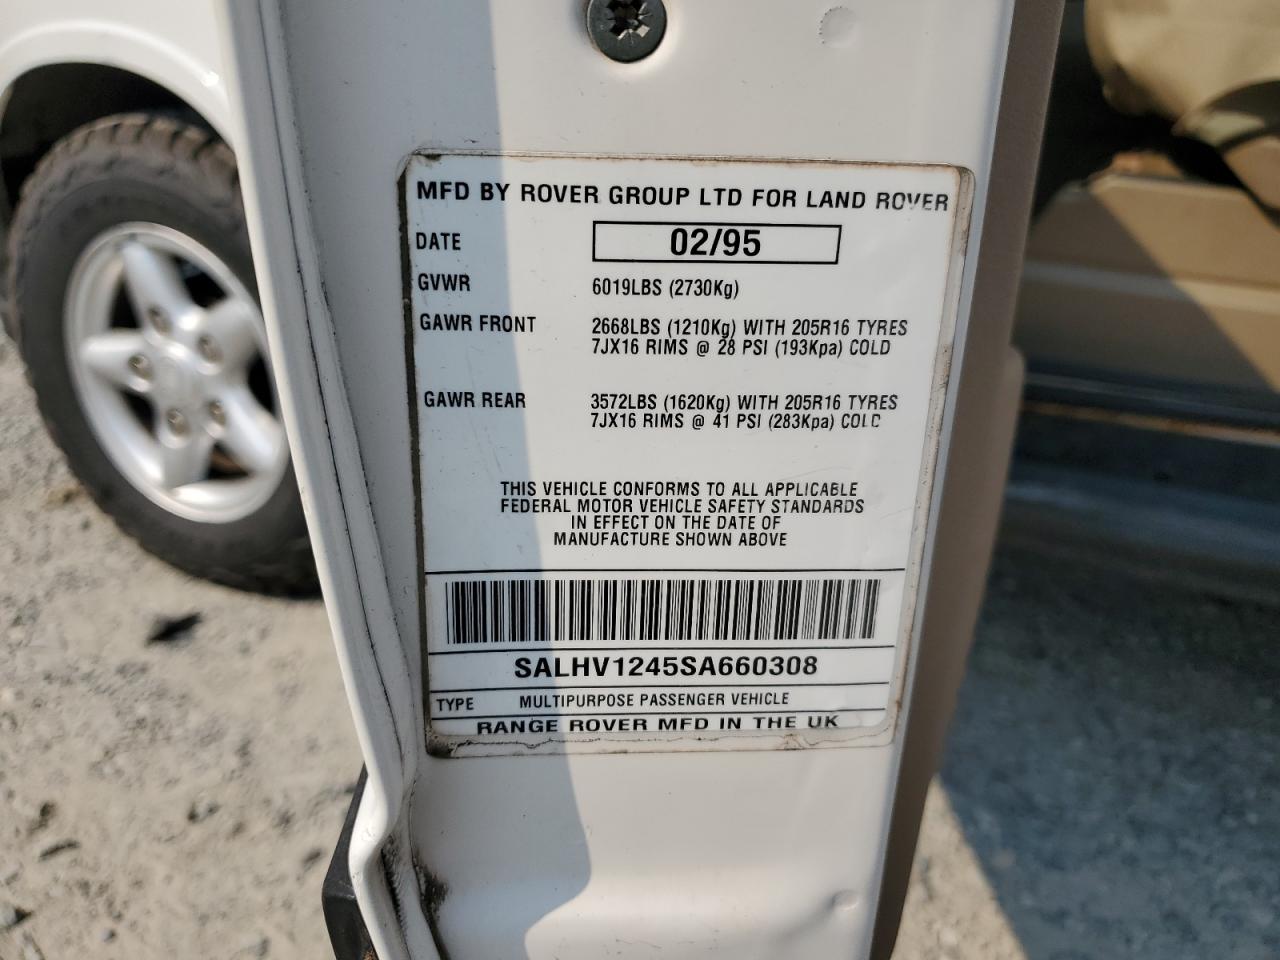 MFD BY ROVER GROUP LTD FOR LAND ROVER
DATE 02/95
GVWR 6019LBS (2730Kg)
GAWR FRONT 2668LBS (1210Kg) WITH 205R16 TYRES
7JX16 RIMS @ 28 PSI (193Kpa) COLD
GAWR REAR 3572LBS (1620Kg) WITH 205R16 TYRES
7JX16 RIMS @ 41 PSI (283Kpa) COLD
THIS VEHICLE CONFORMS TO ALL APPLICABLE
FEDERAL MOTOR VEHICLE SAFETY STANDARDS
IN EFFECT ON THE DATE OF
MANUFACTURE SHOWN ABOVE
SALHV1245SA660308
TYPE MULTIPURPOSE PASSENGER VEHICLE
RANGE ROVER MFD IN THE UK